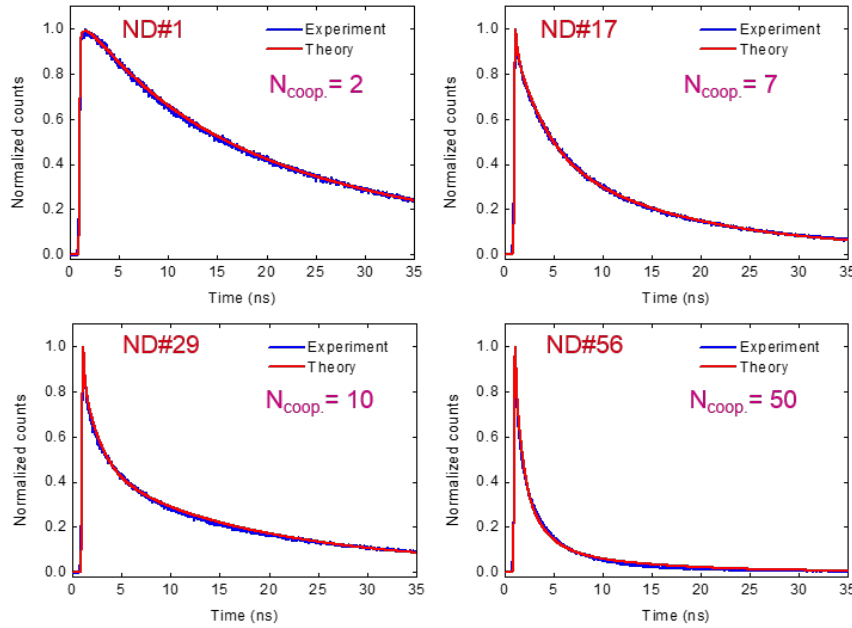 ND#1
Experiment
Theory
N_coop. = 2
Normalized counts
1.0
0.8
0.6
0.4
0.2
0.0
0 5 10 15 20 25 30 35
Time (ns)
ND#17
Experiment
Theory
N_coop. = 7
Normalized counts
1.0
0.8
0.6
0.4
0.2
0.0
0 5 10 15 20 25 30 35
Time (ns)
ND#29
Experiment
Theory
N_coop. = 10
Normalized counts
1.0
0.8
0.6
0.4
0.2
0.0
0 5 10 15 20 25 30 35
Time (ns)
ND#56
Experiment
Theory
N_coop. = 50
Normalized counts
1.0
0.8
0.6
0.4
0.2
0.0
0 5 10 15 20 25 30 35
Time (ns)